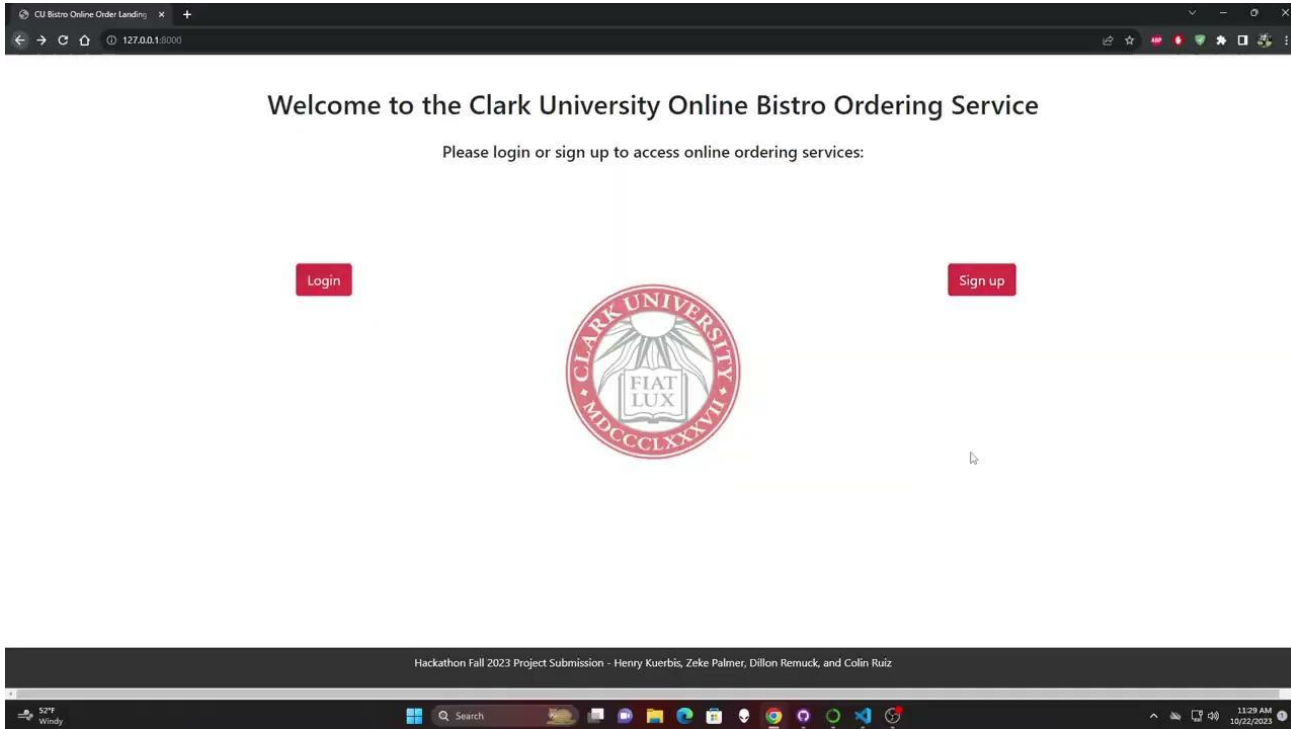 CU Bistro Online Order Landing
127.0.0.1:8000
ABP
Welcome to the Clark University Online Bistro Ordering Service
Please login or sign up to access online ordering services:
Login
Sign up
CLARK UNIVERSITY
FIAT
LUX
MDCCCLXXXVII
Hackathon Fall 2023 Project Submission - Henry Kuerbis, Zeke Palmer, Dillon Remuck, and Colin Ruiz
52°F
Windy
Search
11:29 AM
10/22/2023
1